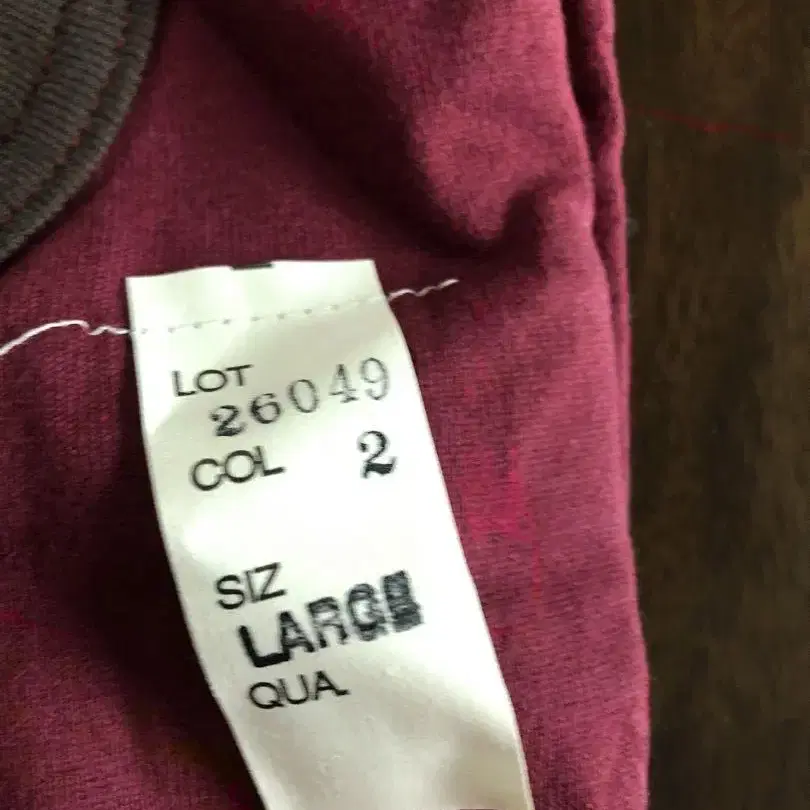 LOT
26049
COL 2
SIZ
LARGE
QUA.